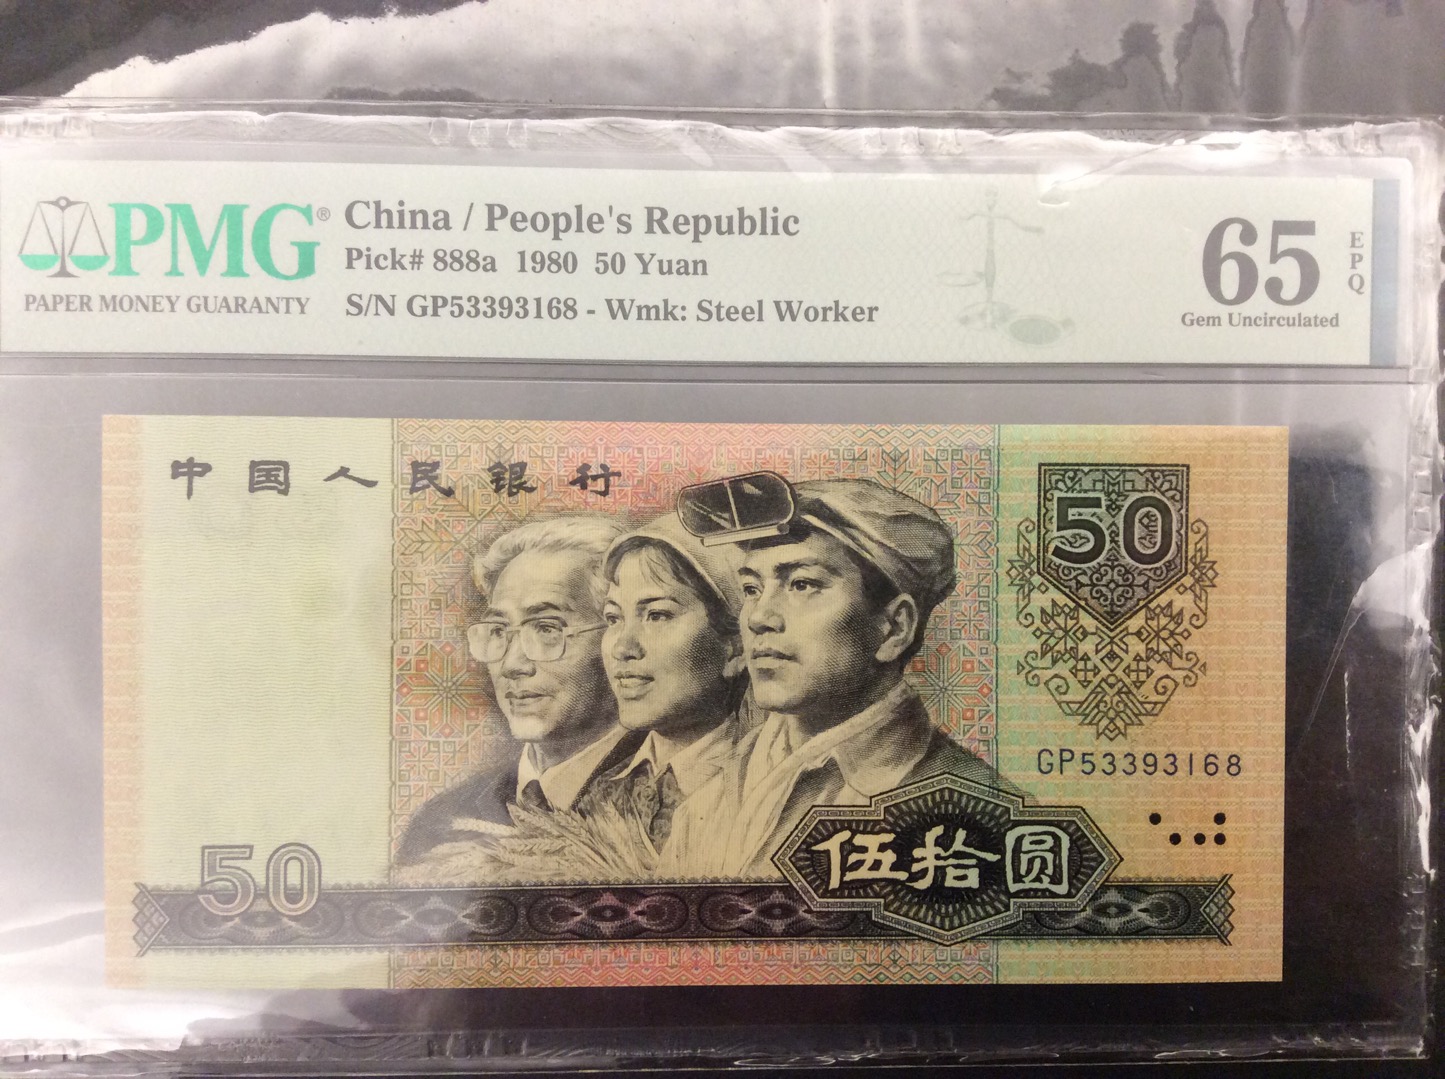 PMG®
PAPER MONEY GUARANTY
China / People's Republic
Pick# 888a 1980 50 Yuan
S/N GP53393168 - Wmk: Steel Worker
65
EPQ
Gem Uncirculated
中国人民银行
50
GP53393168
伍拾圆
50